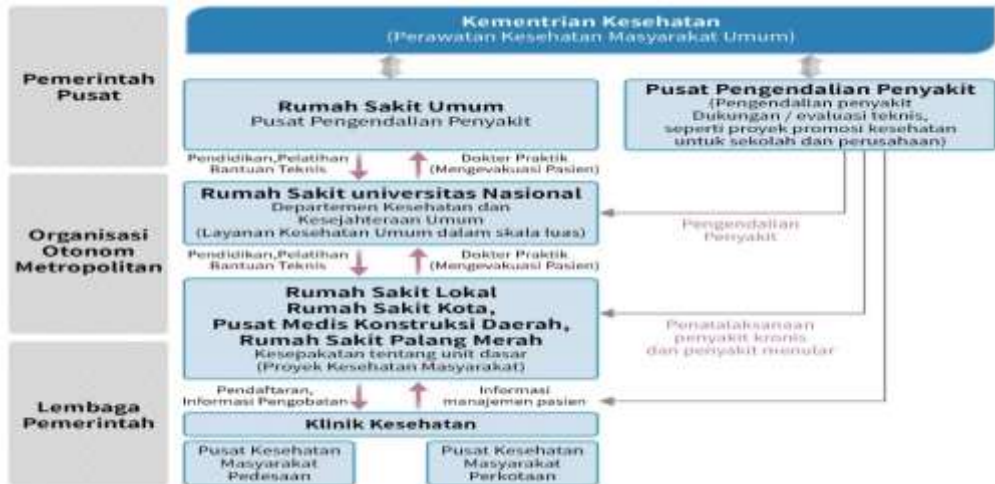 Kementrian Kesehatan
(Perawatan Kesehatan Masyarakat Umum)
Pemerintah
Pusat
Rumah Sakit Umum
Pusat Pengendalian Penyakit
Pusat Pengendalian Penyakit
(Pengendalian penyakit
Dukungan / evaluasi teknis,
seperti proyek promosi kesehatan
untuk sekolah dan perusahaan)
Pendidikan,Pelatihan
Bantuan Teknis
Dokter Praktik
(Mengevakuasi Pasien)
Organisasi
Otonom
Metropolitan
Rumah Sakit universitas Nasional
Departemen Kesehatan dan
Kesejahteraan Umum
(Layanan Kesehatan Umum dalam skala luas)
Pengendalian
Penyakit
Pendidikan,Pelatihan
Bantuan Teknis
Dokter Praktik
(Mengevakuasi Pasien)
Rumah Sakit Lokal
Rumah Sakit Kota,
Pusat Medis Konstruksi Daerah,
Rumah Sakit Palang Merah
Kesepakatan tentang unit dasar
(Proyek Kesehatan Masyarakat)
Penatalaksanaan
penyakit kronis
dan penyakit menular
Lembaga
Pemerintah
Pendaftaran,
Informasi Pengobatan
Informasi
manajemen pasien
Klinik Kesehatan
Pusat Kesehatan
Masyarakat
Pedesaan
Pusat Kesehatan
Masyarakat
Perkotaan